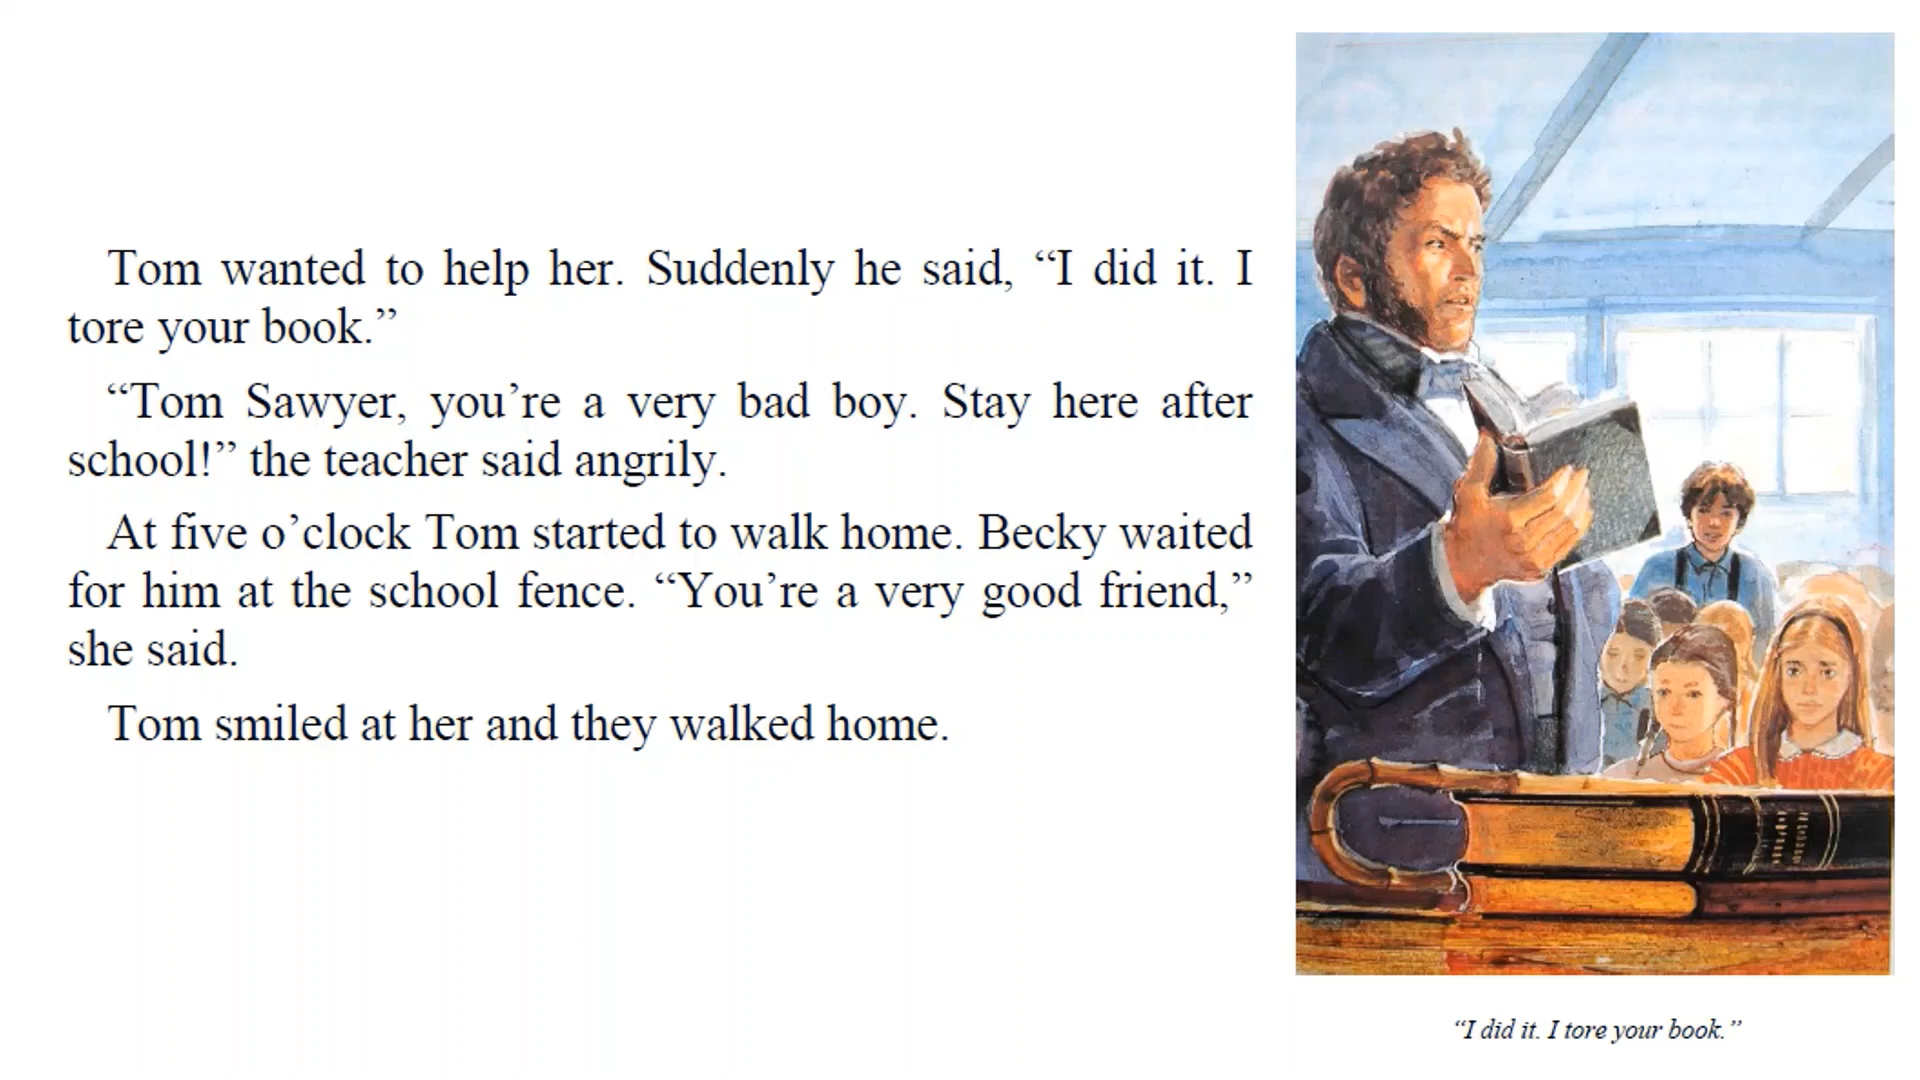 Tom wanted to help her. Suddenly he said, “I did it. I
tore your book.”
“Tom Sawyer, you’re a very bad boy. Stay here after
school!” the teacher said angrily.
At five o’clock Tom started to walk home. Becky waited
for him at the school fence. “You’re a very good friend,”
she said.
Tom smiled at her and they walked home.
“I did it. I tore your book.”